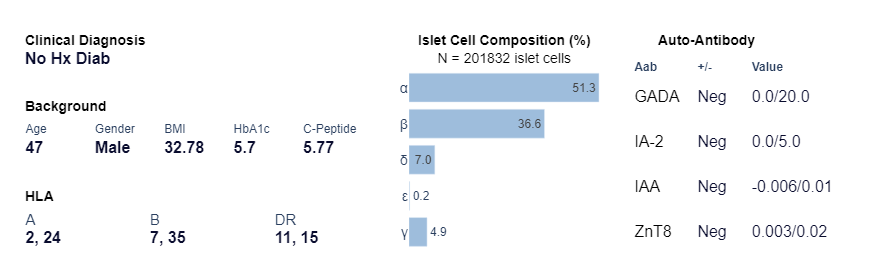 Clinical Diagnosis
No Hx Diab
Background
Age Gender BMI HbA1c C-Peptide
47 Male 32.78 5.7 5.77
HLA
A B DR
2, 24 7, 35 11, 15
Islet Cell Composition (%)
N = 201832 islet cells
α 51.3
β 36.6
δ 7.0
ε 0.2
γ 4.9
Auto-Antibody
Aab +/- Value
GADA Neg 0.0/20.0
IA-2 Neg 0.0/5.0
IAA Neg -0.006/0.01
ZnT8 Neg 0.003/0.02